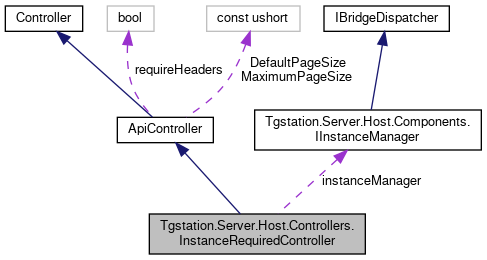 Controller
bool
const ushort
IBridgeDispatcher
requireHeaders
DefaultPageSize
MaximumPageSize
ApiController
Tgstation.Server.Host.Components.
IInstanceManager
instanceManager
Tgstation.Server.Host.Controllers.
InstanceRequiredController